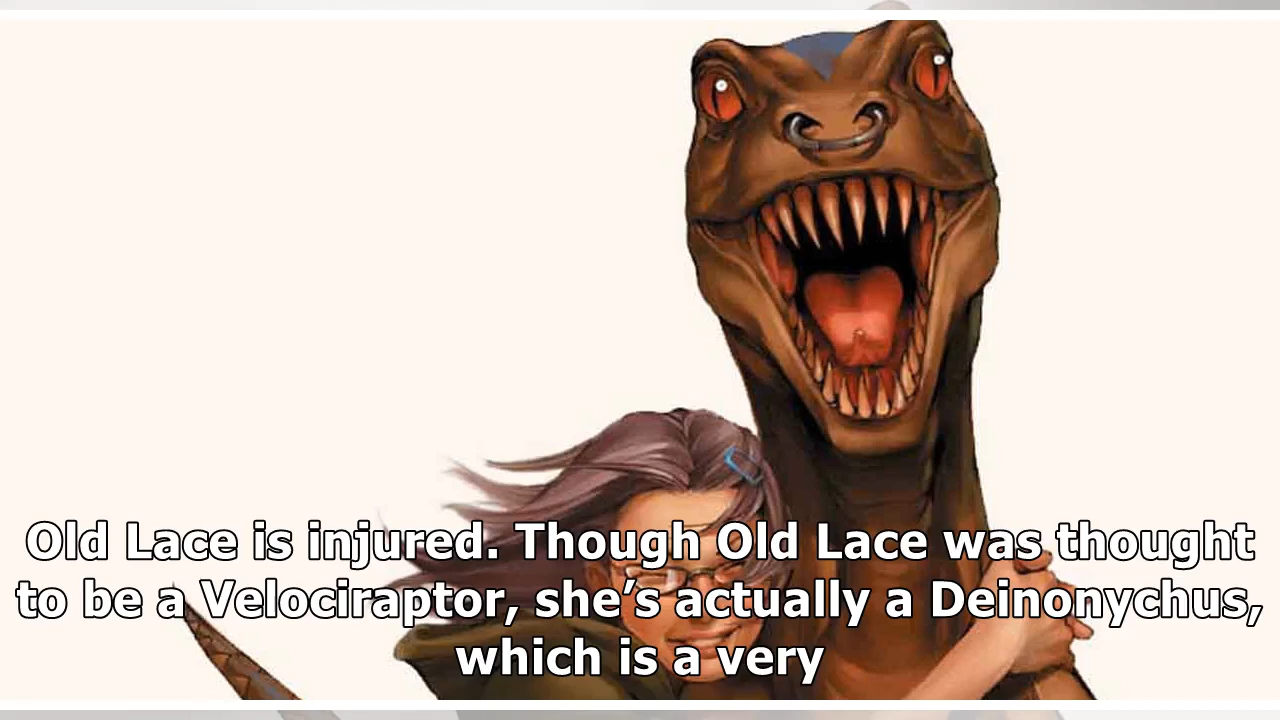 Old Lace is injured. Though Old Lace was thought
to be a Velociraptor, she’s actually a Deinonychus,
which is a very